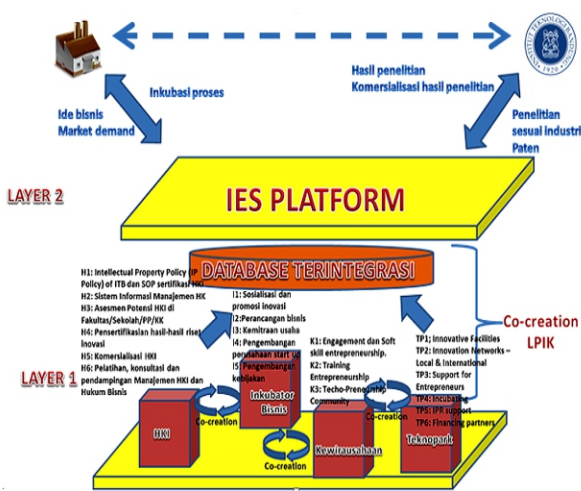 INSTITUT TEKNOLOGI BANDUNG
1920
Inkubasi proses
Ide bisnis
Market demand
Hasil penelitian
Komersialisasi hasil penelitian
Penelitian
sesuai industri
Paten
LAYER 2
IES PLATFORM
DATABASE TERINTEGRASI
H1: Intellectual Property Policy (IP
Policy) of ITB dan SOP sertifikasi HKI
H2: Sistem Informasi Manajemen HK
H3: Asesmen Potensi HKI di
Fakultas/Sekolah/PP/KK
H4: Pensertifikasian hasil-hasil riset
inovasi
H5: Komersialisasi HKI
H6: Pelatihan, konsultasi dan
pendampingan Manajemen HKI dan
Hukum Bisnis
I1: Sosialisasi dan
promosi inovasi
I2:Perancangan bisnis
I3: Kemitraan usaha
I4: Pengembangan
perusahaan start up
I5: Pengembangan
kebijakan
K1: Engagement dan Soft
skill entrepreneurship.
K2: Training
Entrepreneurship
K3: Techo-Preneurship
Community
TP1; Innovative Facilities
TP2: Innovation Networks –
Local & International
TP3: Support for
Entrepreneurs
TP4: Incubating
TP5: IPR support
TP6: Financing partners
Co-creation
LPIK
LAYER 1
HKI
Co-creation
Inkubator
Bisnis
Co-creation
Kewirausahaan
Co-creation
Teknopark